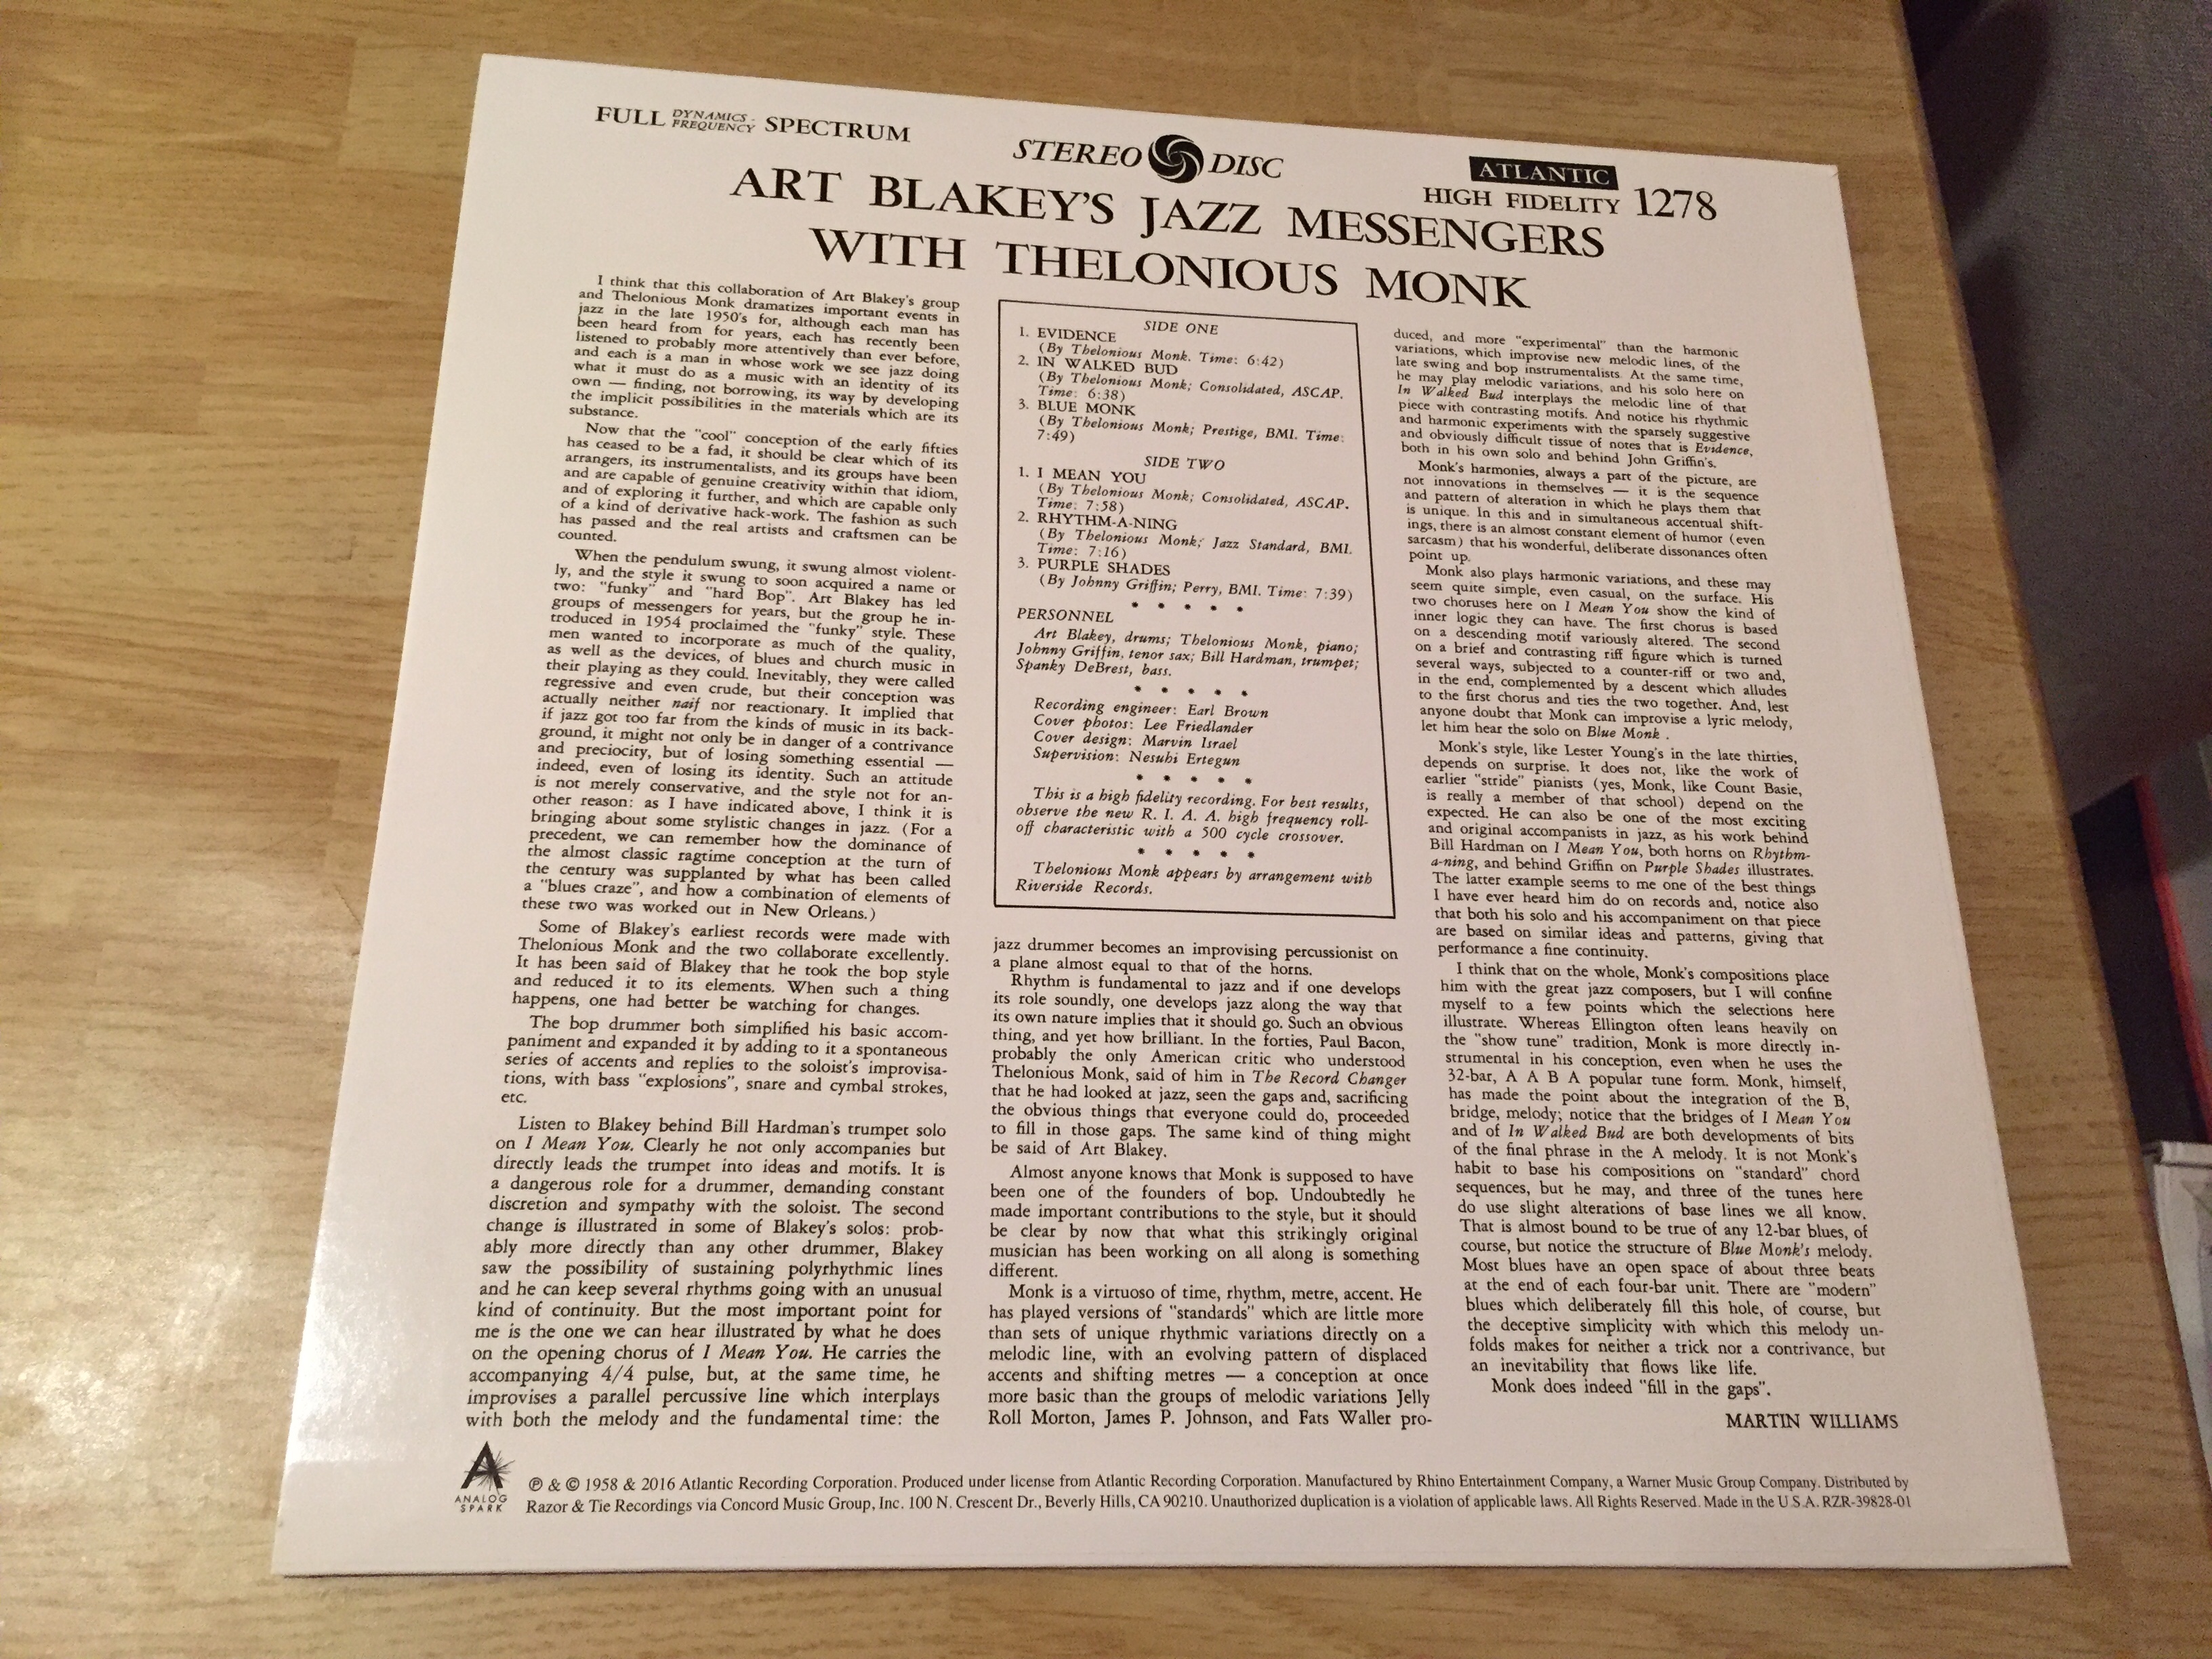 FULL DYNAMICS - FREQUENCY SPECTRUM
STEREO DISC
ATLANTIC
HIGH FIDELITY 1278
ART BLAKEY'S JAZZ MESSENGERS
WITH THELONIOUS MONK
I think that this collaboration of Art Blakey's group
and Thelonious Monk dramatizes important events in
jazz in the late 1950's for, although each man has
been heard from for years, each has recently been
listened to probably more attentively than ever before,
and each is a man in whose work we see jazz doing
what it must do as a music with an identity of its
own — finding, not borrowing, its way by developing
the implicit possibilities in the materials which are its
substance.
Now that the "cool" conception of the early fifties
has ceased to be a fad, it should be clear which of its
arrangers, its instrumentalists, and its groups have been
and are capable of genuine creativity within that idiom,
and of exploring it further, and which are capable only
of a kind of derivative hack-work. The fashion as such
has passed and the real artists and craftsmen can be
counted.
When the pendulum swung, it swung almost violent-
ly, and the style it swung to soon acquired a name or
two: "funky" and "hard Bop". Art Blakey has led
groups of messengers for years, but the group he in-
troduced in 1954 proclaimed the "funky" style. These
men wanted to incorporate as much of the quality,
as well as the devices, of blues and church music in
their playing as they could. Inevitably, they were called
regressive and even crude, but their conception was
actually neither naif nor reactionary. It implied that
if jazz got too far from the kinds of music in its back-
ground, it might not only be in danger of a contrivance
and preciocity, but of losing something essential —
indeed, even of losing its identity. Such an attitude
is not merely conservative, and the style not for an-
other reason: as I have indicated above, I think it is
bringing about some stylistic changes in jazz. (For a
precedent, we can remember how the dominance of
the almost classic ragtime conception at the turn of
the century was supplanted by what has been called
a "blues craze", and how a combination of elements of
these two was worked out in New Orleans.)
Some of Blakey's earliest records were made with
Thelonious Monk and the two collaborate excellently.
It has been said of Blakey that he took the bop style
and reduced it to its elements. When such a thing
happens, one had better be watching for changes.
The bop drummer both simplified his basic accom-
paniment and expanded it by adding to it a spontaneous
series of accents and replies to the soloist's improvisa-
tions, with bass "explosions", snare and cymbal strokes,
etc.
Listen to Blakey behind Bill Hardman's trumpet solo
on I Mean You. Clearly he not only accompanies but
directly leads the trumpet into ideas and motifs. It is
a dangerous role for a drummer, demanding constant
discretion and sympathy with the soloist. The second
change is illustrated in some of Blakey's solos: prob-
ably more directly than any other drummer, Blakey
saw the possibility of sustaining polyrhythmic lines
and he can keep several rhythms going with an unusual
kind of continuity. But the most important point for
me is the one we can hear illustrated by what he does
on the opening chorus of I Mean You. He carries the
accompanying 4/4 pulse, but, at the same time, he
improvises a parallel percussive line which interplays
with both the melody and the fundamental time: the
SIDE ONE
1. EVIDENCE
(By Thelonious Monk. Time: 6:42)
2. IN WALKED BUD
(By Thelonious Monk; Consolidated, ASCAP.
Time: 6:38)
3. BLUE MONK
(By Thelonious Monk; Prestige, BMI. Time:
7:49)
SIDE TWO
1. I MEAN YOU
(By Thelonious Monk; Consolidated, ASCAP.
Time: 7:58)
2. RHYTHM-A-NING
(By Thelonious Monk; Jazz Standard, BMI.
Time: 7:16)
3. PURPLE SHADES
(By Johnny Griffin; Perry, BMI. Time: 7:39)
* * * * *
PERSONNEL
Art Blakey, drums; Thelonious Monk, piano;
Johnny Griffin, tenor sax; Bill Hardman, trumpet;
Spanky DeBrest, bass.
* * * * *
Recording engineer: Earl Brown
Cover photos: Lee Friedlander
Cover design: Marvin Israel
Supervision: Nesuhi Ertegun
* * * * *
This is a high fidelity recording. For best results,
observe the new R. I. A. A. high frequency roll-
off characteristic with a 500 cycle crossover.
* * * * *
Thelonious Monk appears by arrangement with
Riverside Records.
jazz drummer becomes an improvising percussionist on
a plane almost equal to that of the horns.
Rhythm is fundamental to jazz and if one develops
its role soundly, one develops jazz along the way that
its own nature implies that it should go. Such an obvious
thing, and yet how brilliant. In the forties, Paul Bacon,
probably the only American critic who understood
Thelonious Monk, said of him in The Record Changer
that he had looked at jazz, seen the gaps and, sacrificing
the obvious things that everyone could do, proceeded
to fill in those gaps. The same kind of thing might
be said of Art Blakey.
Almost anyone knows that Monk is supposed to have
been one of the founders of bop. Undoubtedly he
made important contributions to the style, but it should
be clear by now that what this strikingly original
musician has been working on all along is something
different.
Monk is a virtuoso of time, rhythm, metre, accent. He
has played versions of "standards" which are little more
than sets of unique rhythmic variations directly on a
melodic line, with an evolving pattern of displaced
accents and shifting metres — a conception at once
more basic than the groups of melodic variations Jelly
Roll Morton, James P. Johnson, and Fats Waller pro-
duced, and more "experimental" than the harmonic
variations, which improvise new melodic lines, of the
late swing and bop instrumentalists. At the same time,
he may play melodic variations, and his solo here on
In Walked Bud interplays the melodic line of that
piece with contrasting motifs. And notice his rhythmic
and harmonic experiments with the sparsely suggestive
and obviously difficult tissue of notes that is Evidence,
both in his own solo and behind John Griffin's.
Monk's harmonies, always a part of the picture, are
not innovations in themselves — it is the sequence
and pattern of alteration in which he plays them that
is unique. In this and in simultaneous accentual shift-
ings, there is an almost constant element of humor (even
sarcasm) that his wonderful, deliberate dissonances often
point up.
Monk also plays harmonic variations, and these may
seem quite simple, even casual, on the surface. His
two choruses here on I Mean You show the kind of
inner logic they can have. The first chorus is based
on a descending motif variously altered. The second
on a brief and contrasting riff figure which is turned
several ways, subjected to a counter-riff or two and,
in the end, complemented by a descent which alludes
to the first chorus and ties the two together. And, lest
anyone doubt that Monk can improvise a lyric melody,
let him hear the solo on Blue Monk .
Monk's style, like Lester Young's in the late thirties,
depends on surprise. It does not, like the work of
earlier "stride" pianists (yes, Monk, like Count Basie,
is really a member of that school) depend on the
expected. He can also be one of the most exciting
and original accompanists in jazz, as his work behind
Bill Hardman on I Mean You, both horns on Rhythm-
a-ning, and behind Griffin on Purple Shades illustrates.
The latter example seems to me one of the best things
I have ever heard him do on records and, notice also
that both his solo and his accompaniment on that piece
are based on similar ideas and patterns, giving that
performance a fine continuity.
I think that on the whole, Monk's compositions place
him with the great jazz composers, but I will confine
myself to a few points which the selections here
illustrate. Whereas Ellington often leans heavily on
the "show tune" tradition, Monk is more directly in-
strumental in his conception, even when he uses the
32-bar, A A B A popular tune form. Monk, himself,
has made the point about the integration of the B,
bridge, melody; notice that the bridges of I Mean You
and of In Walked Bud are both developments of bits
of the final phrase in the A melody. It is not Monk's
habit to base his compositions on "standard" chord
sequences, but he may, and three of the tunes here
do use slight alterations of base lines we all know.
That is almost bound to be true of any 12-bar blues, of
course, but notice the structure of Blue Monk's melody.
Most blues have an open space of about three beats
at the end of each four-bar unit. There are "modern"
blues which deliberately fill this hole, of course, but
the deceptive simplicity with which this melody un-
folds makes for neither a trick nor a contrivance, but
an inevitability that flows like life.
Monk does indeed "fill in the gaps".
MARTIN WILLIAMS
ANALOG
SPARK
℗ & © 1958 & 2016 Atlantic Recording Corporation. Produced under license from Atlantic Recording Corporation. Manufactured by Rhino Entertainment Company, a Warner Music Group Company. Distributed by
Razor & Tie Recordings via Concord Music Group, Inc. 100 N. Crescent Dr., Beverly Hills, CA 90210. Unauthorized duplication is a violation of applicable laws. All Rights Reserved. Made in the U.S.A. RZR-39828-01